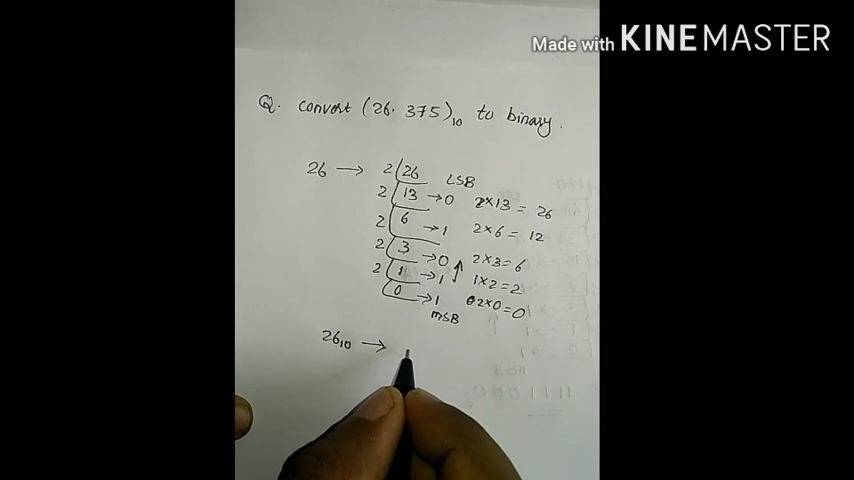 Made with KINEMASTER
Q. convert (26.375)10 to binary.
26 → 2 26 LSB
2 13 → 0 2×13 = 26
2 6 → 1 2×6 = 12
2 3 → 0 2×3=6
2 1 → 1 1×2=2
0 → 1 02×0=0
MSB
2610 →